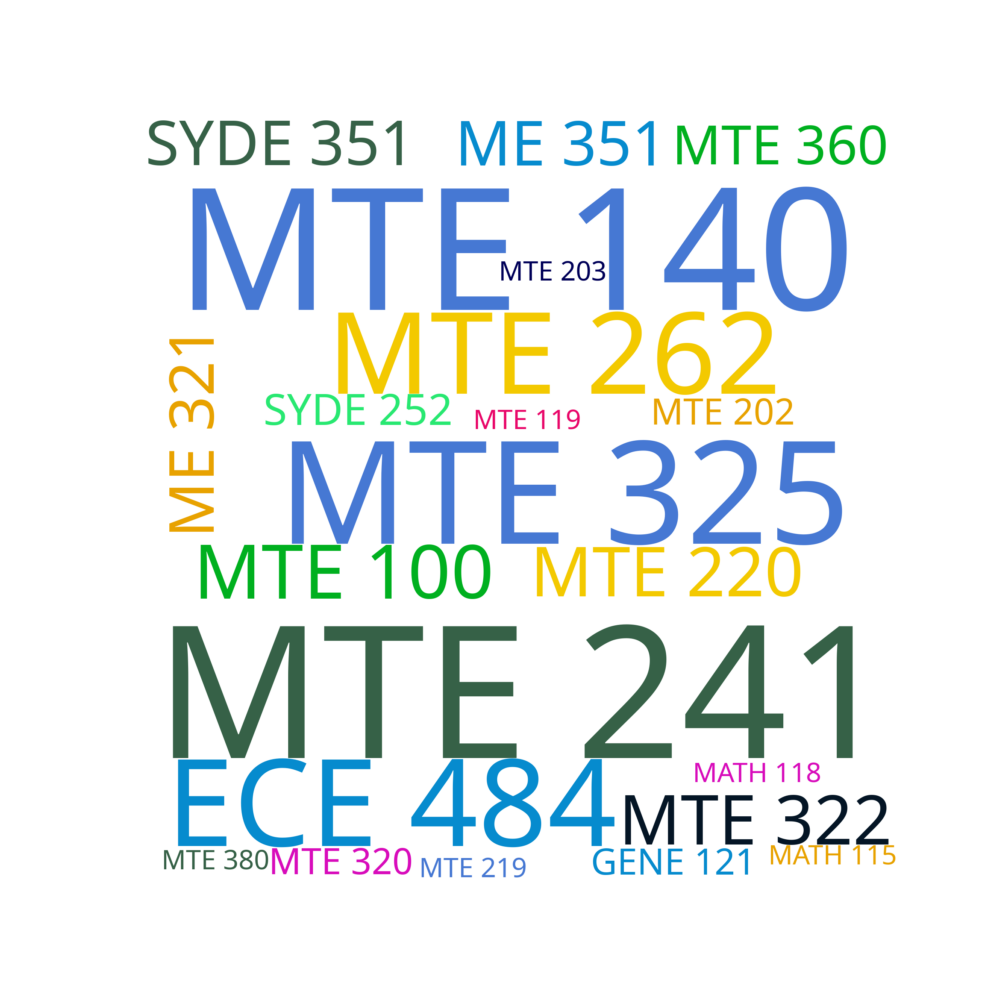 SYDE 351 ME 351 MTE 360
MTE 140
MTE 203
MTE 262
ME 321
SYDE 252 MTE 119 MTE 202
MTE 325
MTE 100 MTE 220
MTE 241
ECE 484 MATH 118
MTE 322
MTE 380 MTE 320 MTE 219 GENE 121 MATH 115